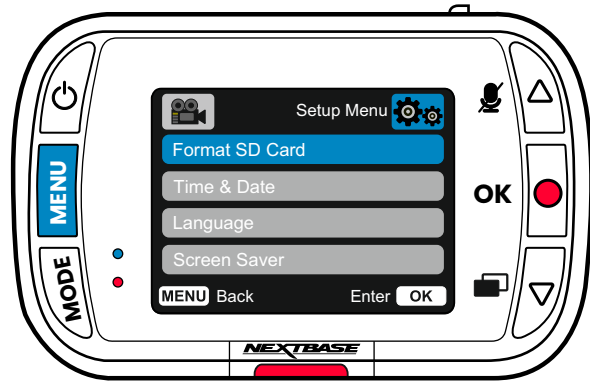 Setup Menu
Format SD Card
MENU
Time & Date
OK
Language
Screen Saver
MODE
MENU Back Enter OK
NEXTBASE